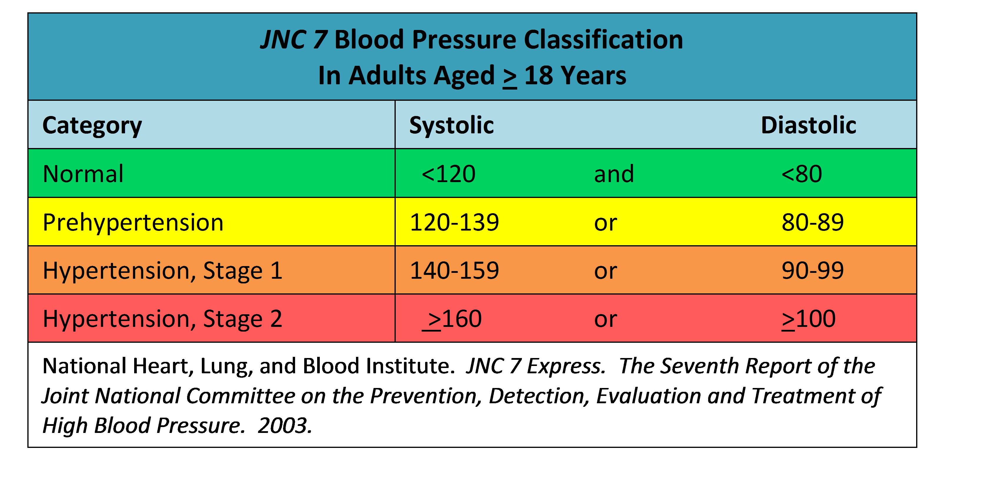 JNC 7 Blood Pressure Classification
In Adults Aged ≥ 18 Years
Category Systolic Diastolic
Normal <120 and <80
Prehypertension 120-139 or 80-89
Hypertension, Stage 1 140-159 or 90-99
Hypertension, Stage 2 ≥160 or ≥100
National Heart, Lung, and Blood Institute. JNC 7 Express. The Seventh Report of the
Joint National Committee on the Prevention, Detection, Evaluation and Treatment of
High Blood Pressure. 2003.